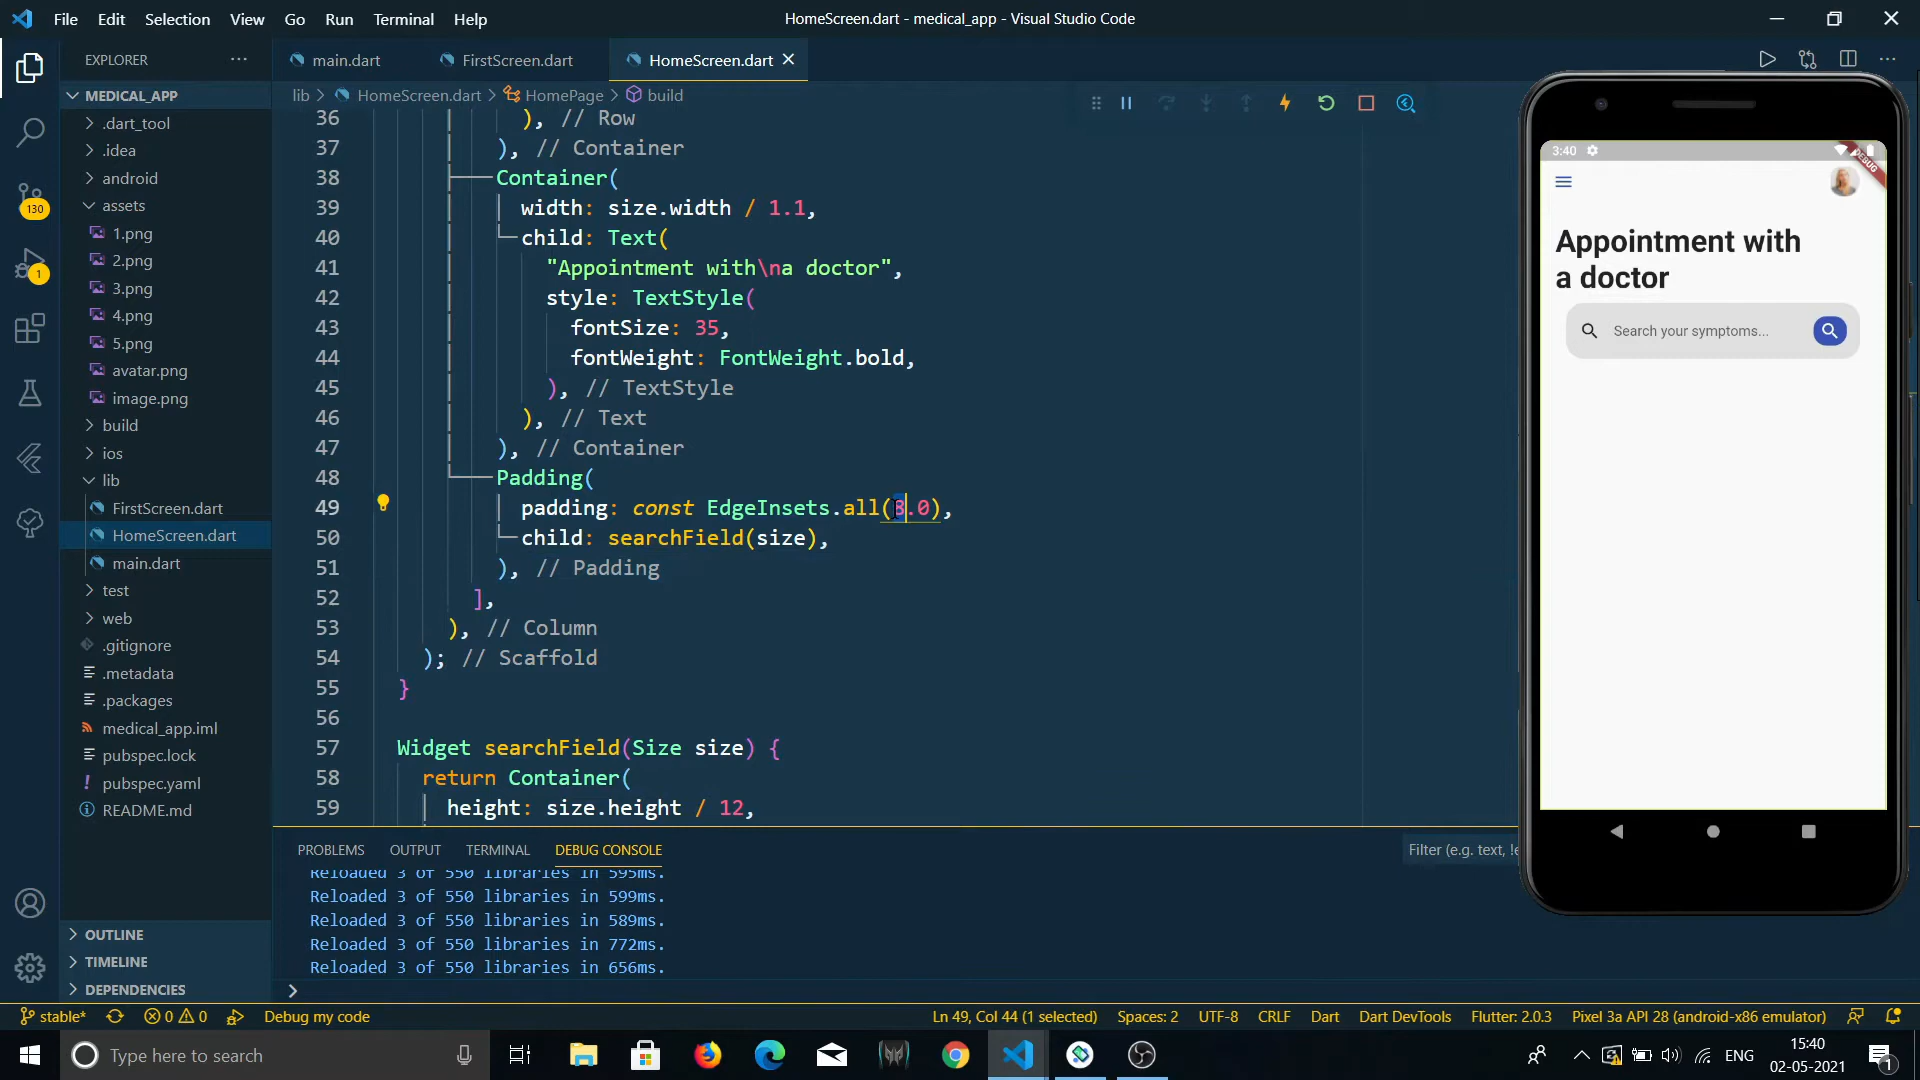 File Edit Selection View Go Run Terminal Help
HomeScreen.dart - medical_app - Visual Studio Code
EXPLORER
main.dart
FirstScreen.dart
HomeScreen.dart
MEDICAL_APP
.dart_tool
.idea
android
assets
1.png
2.png
3.png
4.png
5.png
avatar.png
image.png
build
ios
lib
FirstScreen.dart
HomeScreen.dart
main.dart
test
web
.gitignore
.metadata
.packages
medical_app.iml
pubspec.lock
pubspec.yaml
README.md
OUTLINE
TIMELINE
DEPENDENCIES
130
1
lib > HomeScreen.dart > HomePage > build
36 ), // Row
37 ), // Container
38 Container(
39 width: size.width / 1.1,
40 child: Text(
41 "Appointment with\na doctor",
42 style: TextStyle(
43 fontSize: 35,
44 fontWeight: FontWeight.bold,
45 ), // TextStyle
46 ), // Text
47 ), // Container
48 Padding(
49 padding: const EdgeInsets.all(8.0),
50 child: searchField(size),
51 ), // Padding
52 ],
53 ), // Column
54 ); // Scaffold
55 }
56
57 Widget searchField(Size size) {
58 return Container(
59 height: size.height / 12,
3:40
DEBUG
Appointment with
a doctor
Search your symptoms...
PROBLEMS OUTPUT TERMINAL DEBUG CONSOLE
Filter (e.g. text, !e
Reloaded 3 of 550 libraries in 595ms.
Reloaded 3 of 550 libraries in 599ms.
Reloaded 3 of 550 libraries in 589ms.
Reloaded 3 of 550 libraries in 772ms.
Reloaded 3 of 550 libraries in 656ms.
stable* 0 0 Debug my code
Ln 49, Col 44 (1 selected) Spaces: 2 UTF-8 CRLF Dart Dart DevTools Flutter: 2.0.3 Pixel 3a API 28 (android-x86 emulator)
Type here to search
ENG
15:40
02-05-2021
1